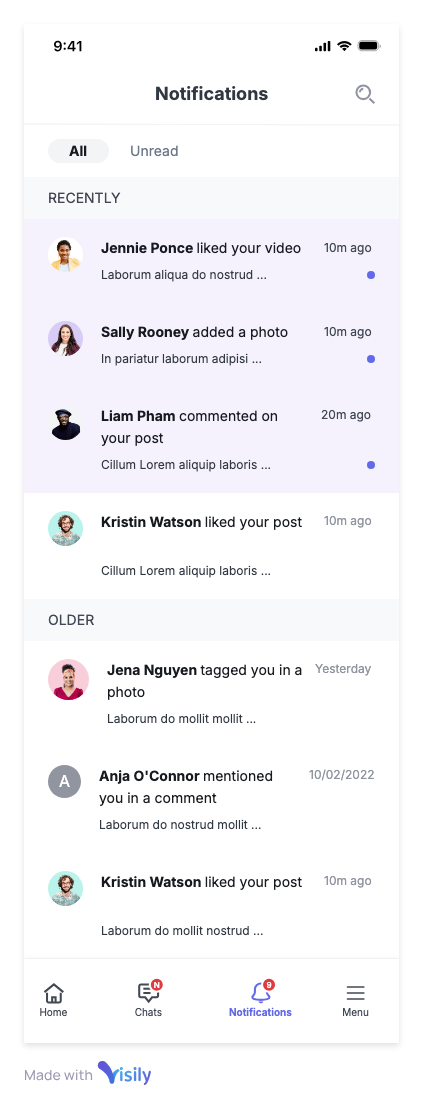 9:41
Notifications
All Unread
RECENTLY
Jennie Ponce liked your video 10m ago
Laborum aliqua do nostrud ...
Sally Rooney added a photo 10m ago
In pariatur laborum adipisi ...
Liam Pham commented on 20m ago
your post
Cillum Lorem aliquip laboris ...
Kristin Watson liked your post 10m ago
Cillum Lorem aliquip laboris ...
OLDER
Jena Nguyen tagged you in a Yesterday
photo
Laborum do mollit mollit ...
A Anja O'Connor mentioned 10/02/2022
you in a comment
Laborum do nostrud mollit ...
Kristin Watson liked your post 10m ago
Laborum do mollit nostrud ...
N 9
Home Chats Notifications Menu
Made with Visily